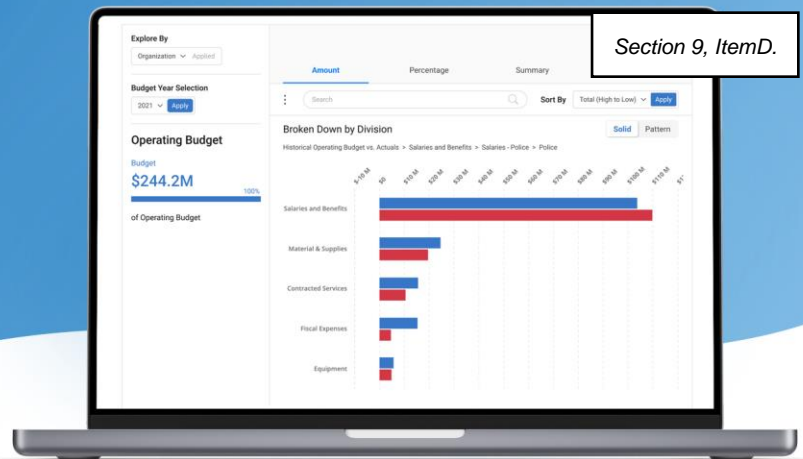 Section 9, ItemD.
Explore By
Organization Applied
Budget Year Selection
2021 Apply
Operating Budget
Budget
$244.2M
100%
of Operating Budget
Amount Percentage Summary
Search
Sort By Total (High to Low) Apply
Broken Down by Division
Solid Pattern
Historical Operating Budget vs. Actuals > Salaries and Benefits > Salaries - Police > Police
$-10 M $0 $10 M $20 M $30 M $40 M $50 M $60 M $70 M $80 M $90 M $100 M $110 M
Salaries and Benefits
Material & Supplies
Contracted Services
Fiscal Expenses
Equipment